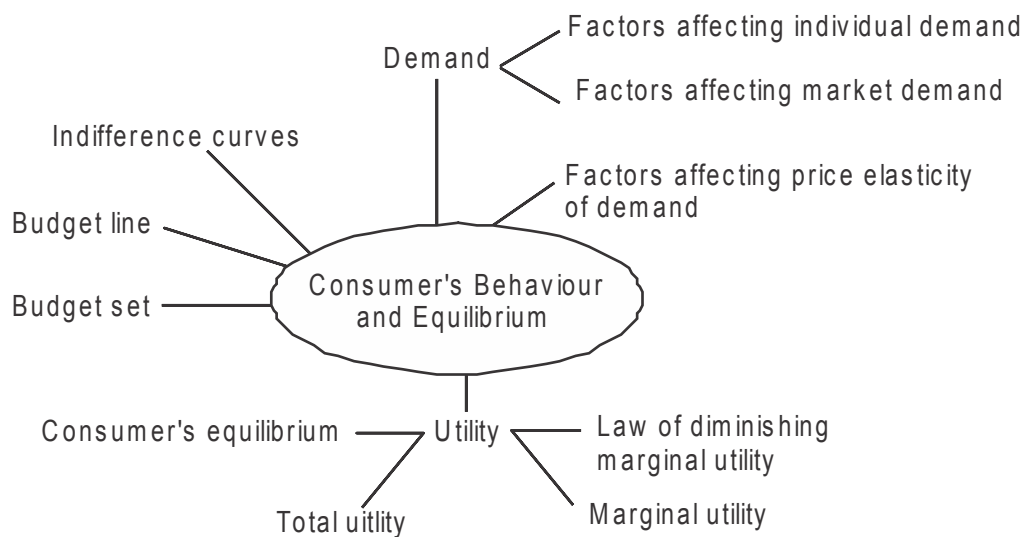 Factors affecting individual demand
Demand
Factors affecting market demand
Indifference curves
Factors affecting price elasticity
of demand
Budget line
Budget set
Consumer's Behaviour
and Equilibrium
Consumer's equilibrium
Utility
Law of diminishing
marginal utility
Total uitlity
Marginal utility